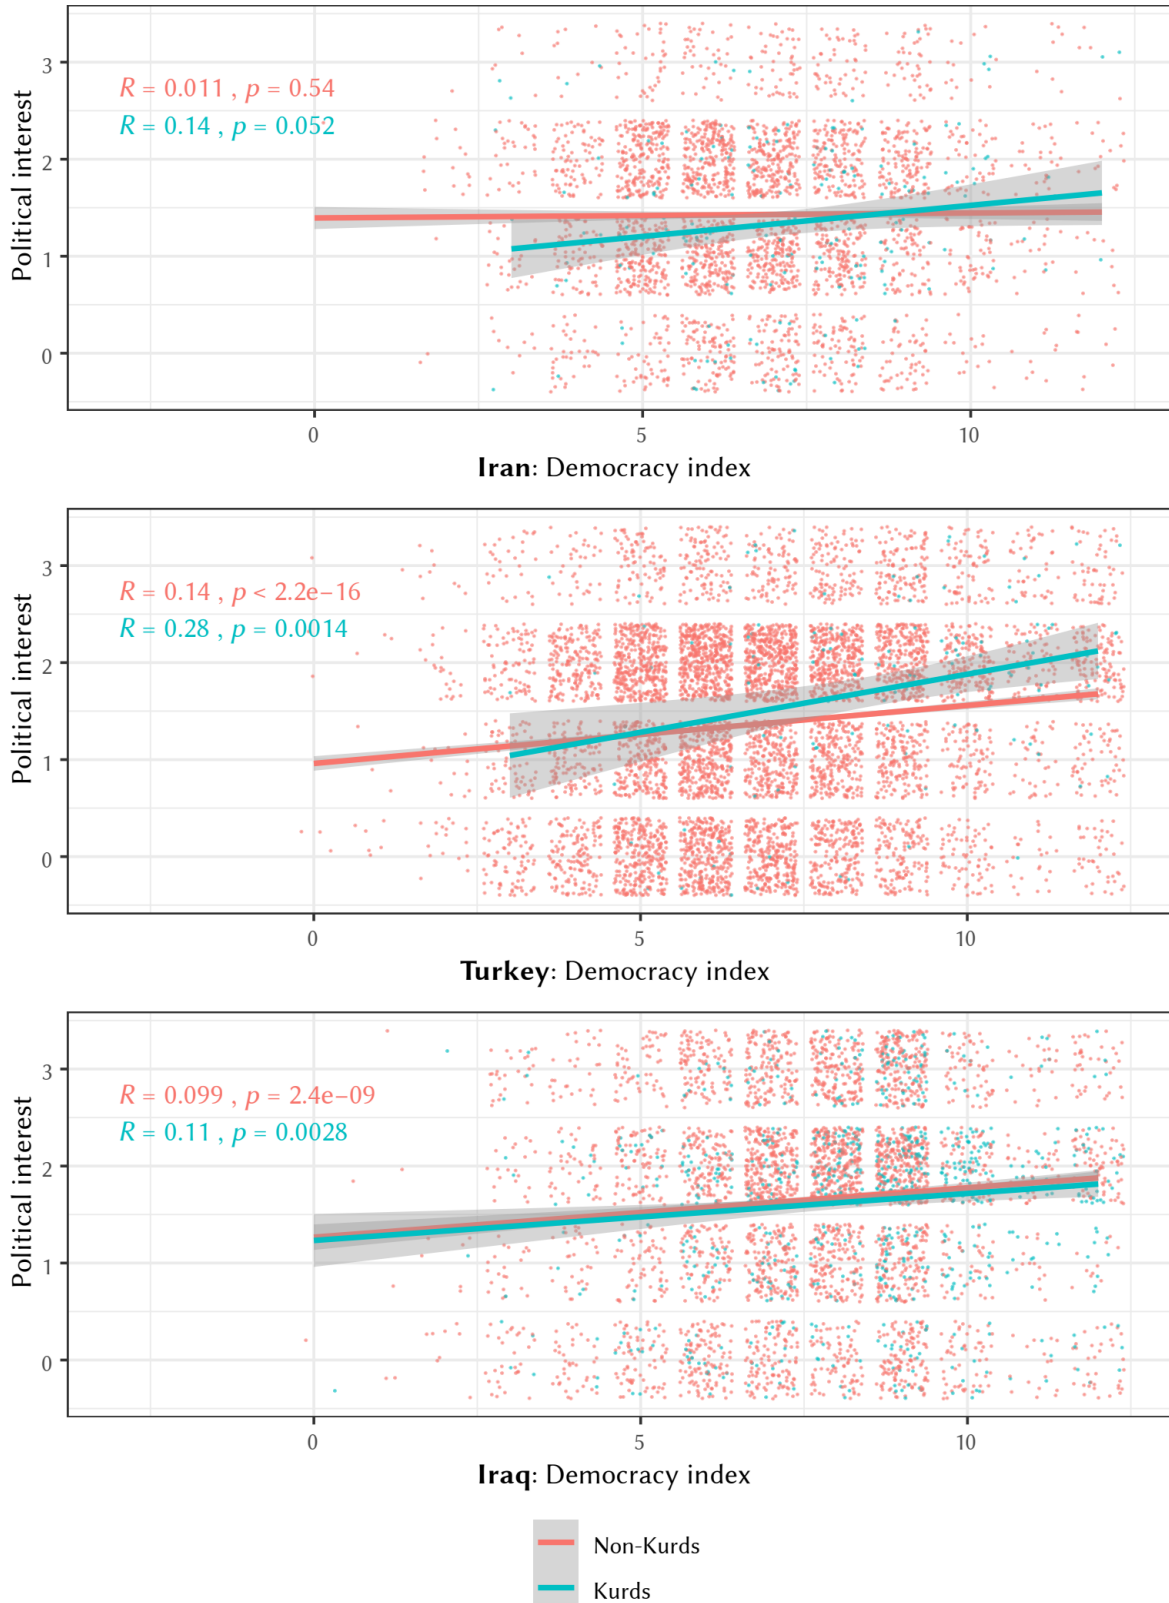 Political interest
3
2
1
0
R = 0.011 , p = 0.54
R = 0.14 , p = 0.052
0 5 10
Iran: Democracy index
Political interest
3
2
1
0
R = 0.14 , p < 2.2e−16
R = 0.28 , p = 0.0014
0 5 10
Turkey: Democracy index
Political interest
3
2
1
0
R = 0.099 , p = 2.4e−09
R = 0.11 , p = 0.0028
0 5 10
Iraq: Democracy index
Non-Kurds
Kurds